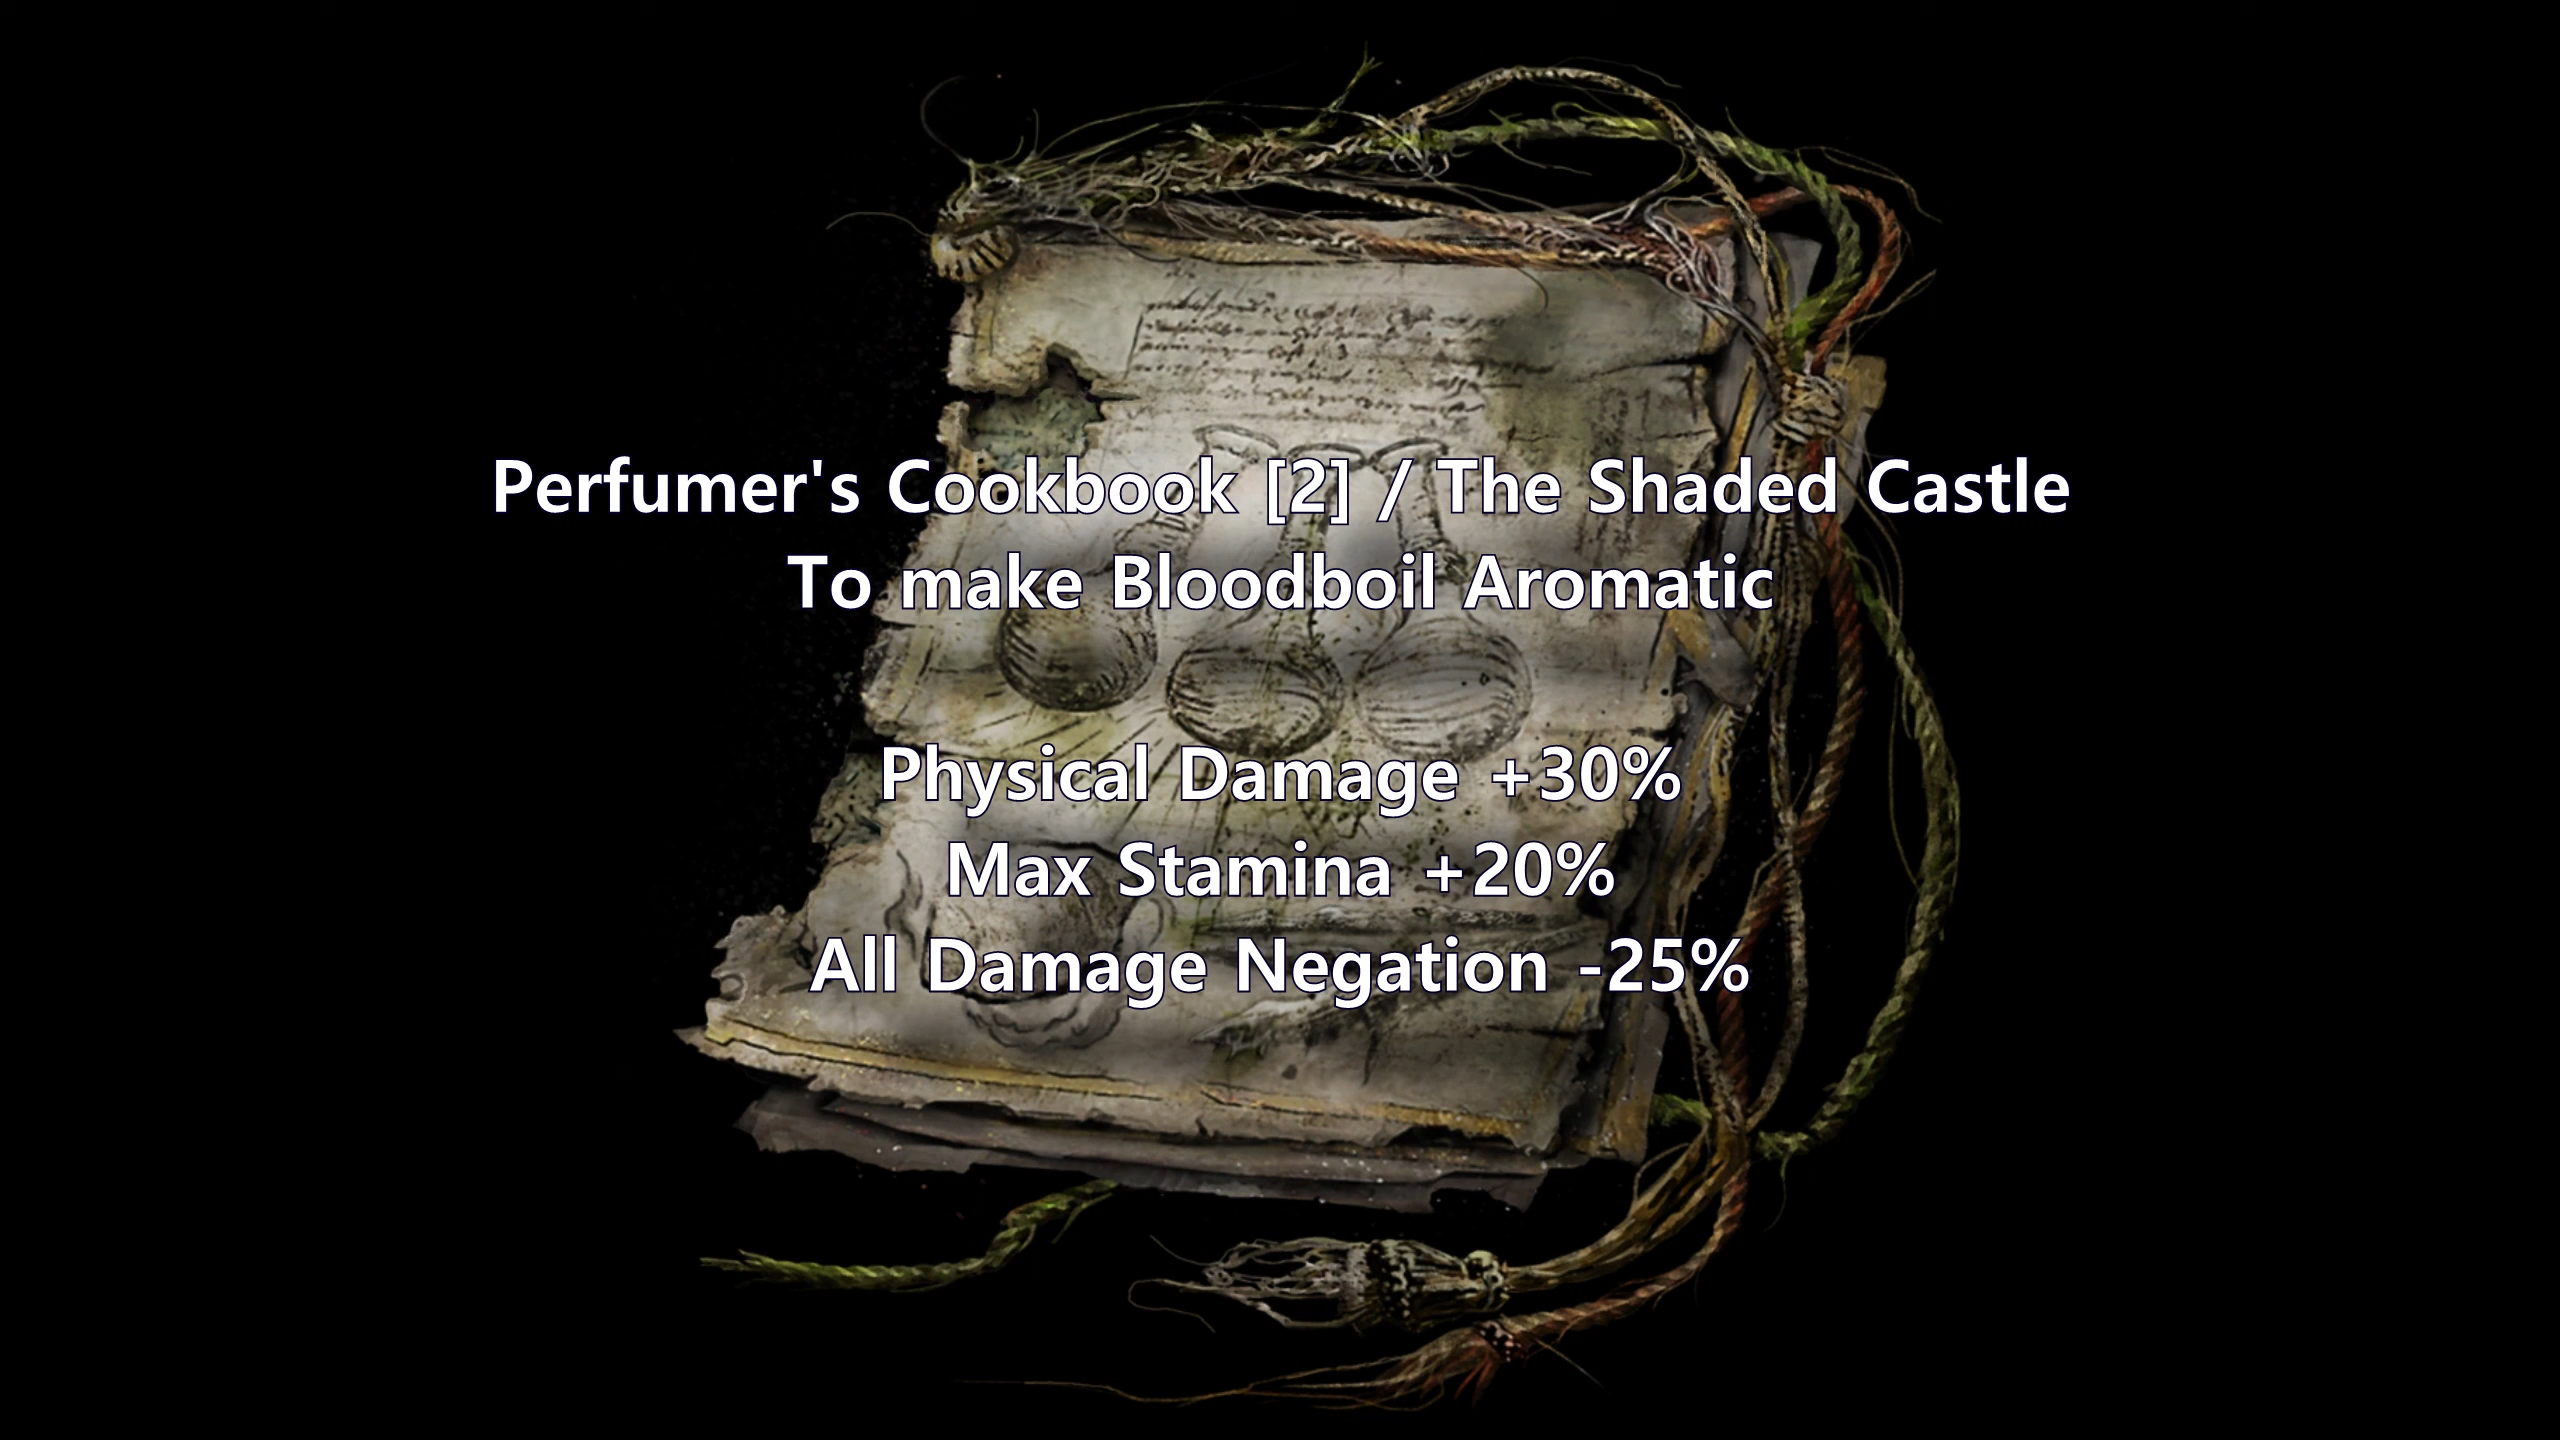 Perfumer's Cookbook [2] / The Shaded Castle
To make Bloodboil Aromatic
Physical Damage +30%
Max Stamina +20%
All Damage Negation -25%